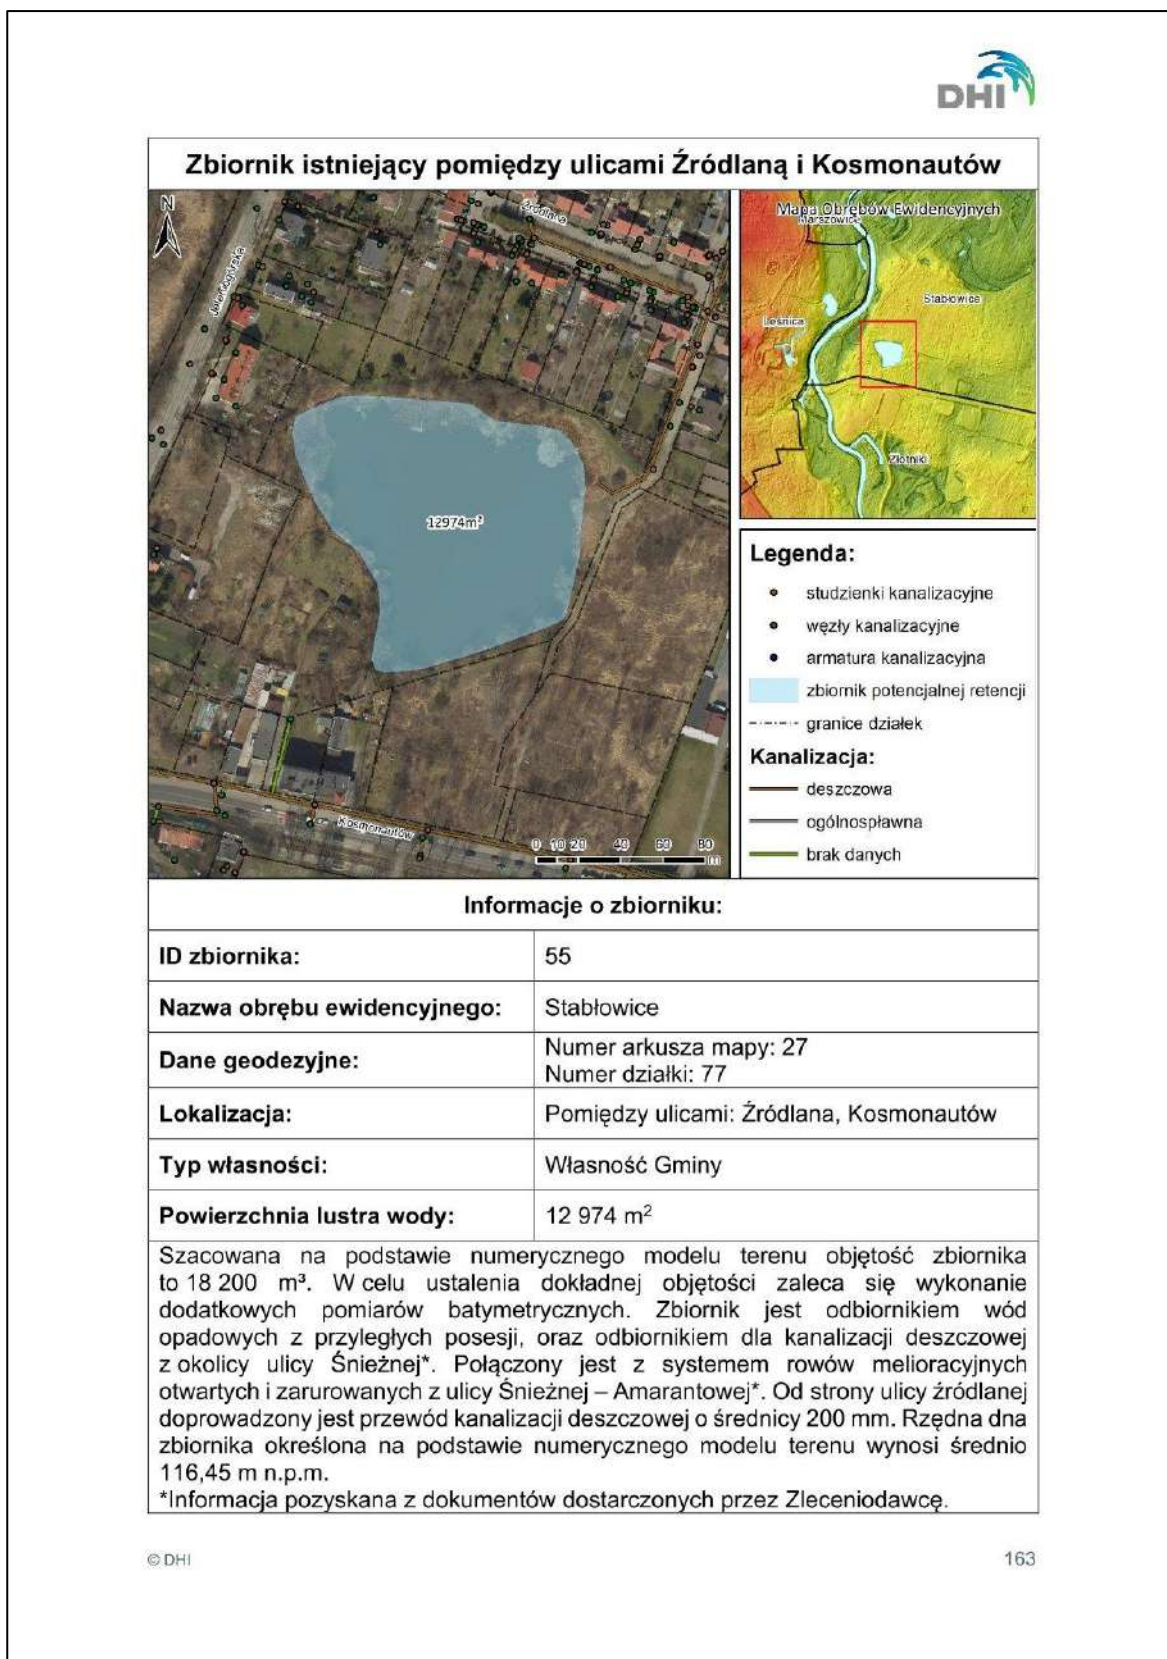 DHI
Zbiornik istniejący pomiędzy ulicami Źródlaną i Kosmonautów
N
Źródlana
Jeleniogórska
12974m²
Kosmonautów
0 10 20 40 60 80
m
Mapa Obrębów Ewidencyjnych
Marszowice
Stabłowice
Leśnica
Złotniki
Legenda:
studzienki kanalizacyjne
węzły kanalizacyjne
armatura kanalizacyjna
zbiornik potencjalnej retencji
granice działek
Kanalizacja:
deszczowa
ogólnospławna
brak danych
Informacje o zbiorniku:
ID zbiornika: 55
Nazwa obrębu ewidencyjnego: Stabłowice
Dane geodezyjne: Numer arkusza mapy: 27
Numer działki: 77
Lokalizacja: Pomiędzy ulicami: Źródlana, Kosmonautów
Typ własności: Własność Gminy
Powierzchnia lustra wody: 12 974 m²
Szacowana na podstawie numerycznego modelu terenu objętość zbiornika
to 18 200 m³. W celu ustalenia dokładnej objętości zaleca się wykonanie
dodatkowych pomiarów batymetrycznych. Zbiornik jest odbiornikiem wód
opadowych z przyległych posesji, oraz odbiornikiem dla kanalizacji deszczowej
z okolicy ulicy Śnieżnej*. Połączony jest z systemem rowów melioracyjnych
otwartych i zarurowanych z ulicy Śnieżnej – Amarantowej*. Od strony ulicy źródlanej
doprowadzony jest przewód kanalizacji deszczowej o średnicy 200 mm. Rzędna dna
zbiornika określona na podstawie numerycznego modelu terenu wynosi średnio
116,45 m n.p.m.
*Informacja pozyskana z dokumentów dostarczonych przez Zleceniodawcę.
© DHI
163